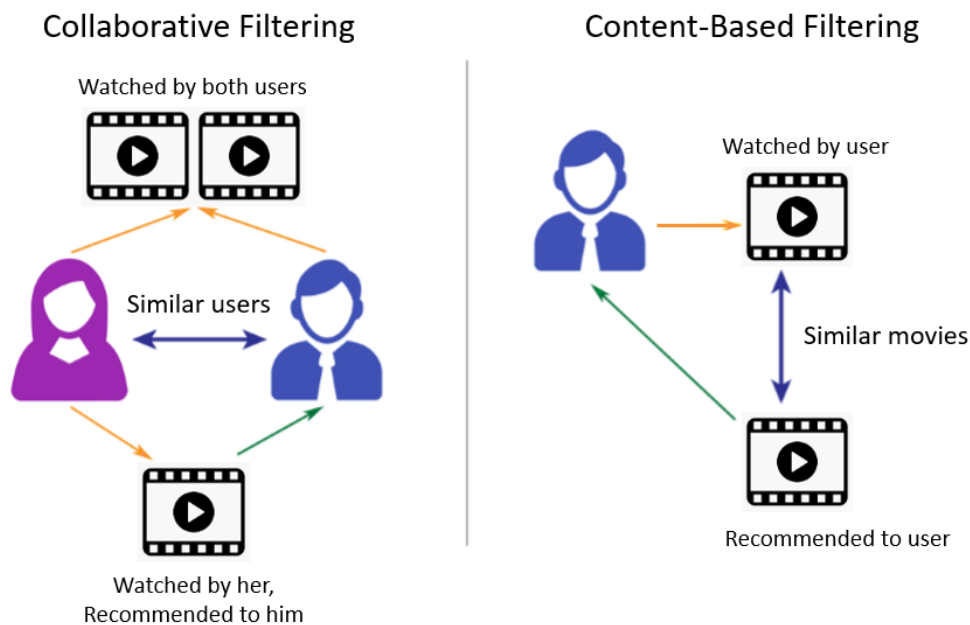 Collaborative Filtering
Watched by both users
Similar users
Watched by her,
Recommended to him
Content-Based Filtering
Watched by user
Similar movies
Recommended to user